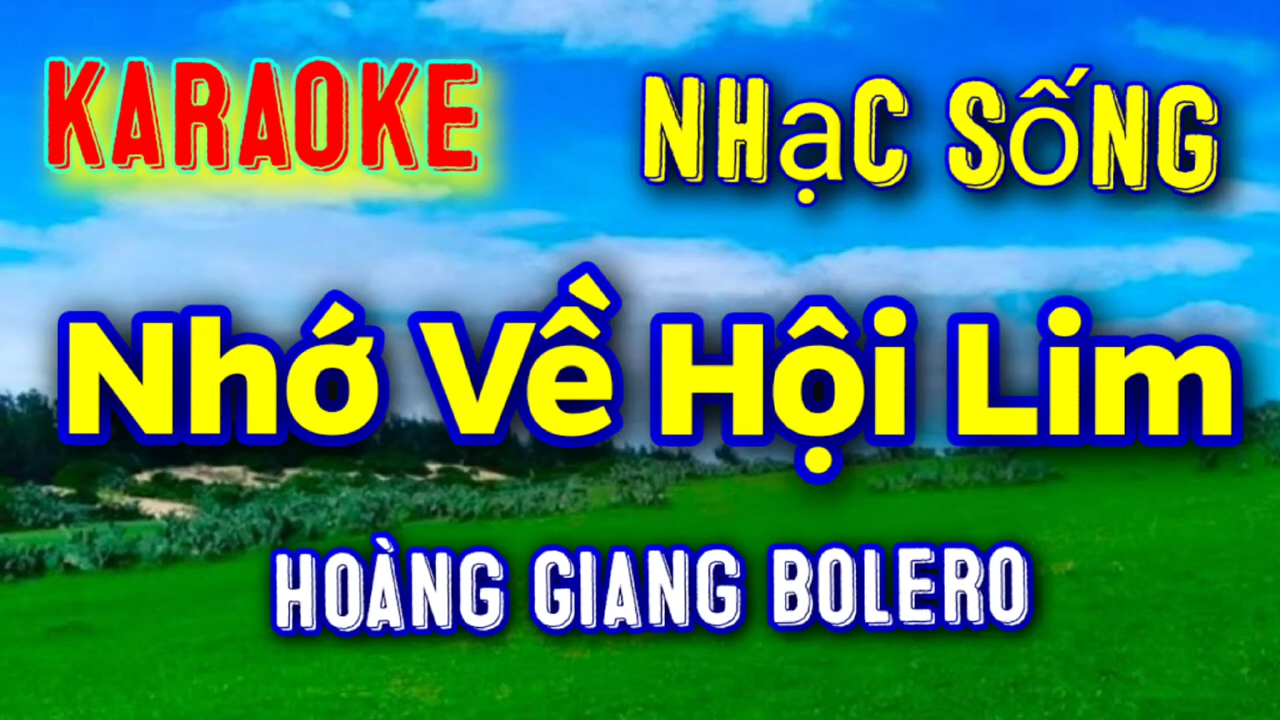 KARAOKE
NHẠC SỐNG
Nhớ Về Hội Lim
HOÀNG GIANG BOLERO